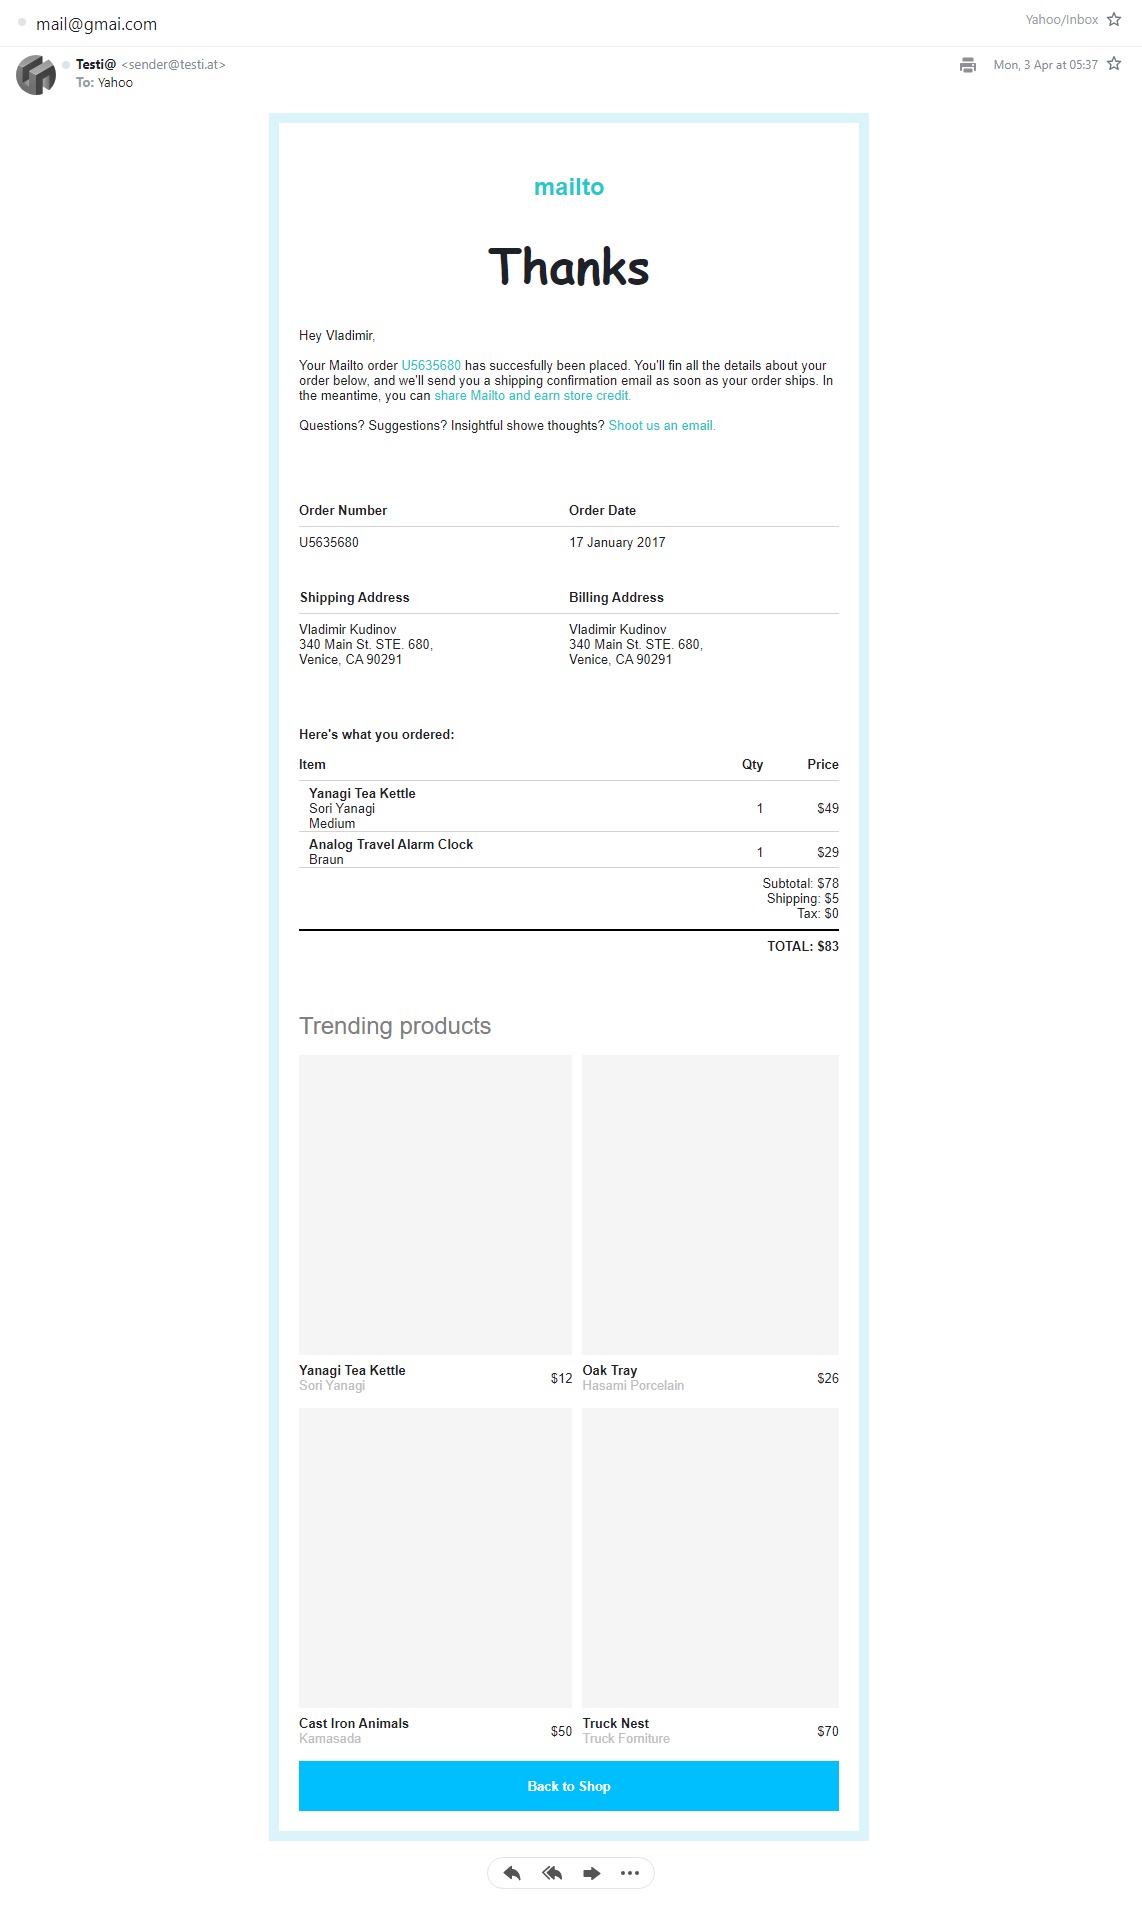 mail@gmai.com
Yahoo/Inbox
Testi@ <sender@testi.at>
Mon, 3 Apr at 05:37
To: Yahoo
mailto
Thanks
Hey Vladimir,
Your Mailto order U5635680 has succesfully been placed. You'll fin all the details about your
order below, and we'll send you a shipping confirmation email as soon as your order ships. In
the meantime, you can share Mailto and earn store credit.
Questions? Suggestions? Insightful showe thoughts? Shoot us an email.
Order Number Order Date
U5635680 17 January 2017
Shipping Address Billing Address
Vladimir Kudinov Vladimir Kudinov
340 Main St. STE. 680, 340 Main St. STE. 680,
Venice, CA 90291 Venice, CA 90291
Here's what you ordered:
Item Qty Price
Yanagi Tea Kettle
Sori Yanagi 1 $49
Medium
Analog Travel Alarm Clock
Braun 1 $29
Subtotal: $78
Shipping: $5
Tax: $0
TOTAL: $83
Trending products
Yanagi Tea Kettle
Sori Yanagi
$12
Oak Tray
Hasami Porcelain
$26
Cast Iron Animals
Kamasada
$50
Truck Nest
Truck Forniture
$70
Back to Shop